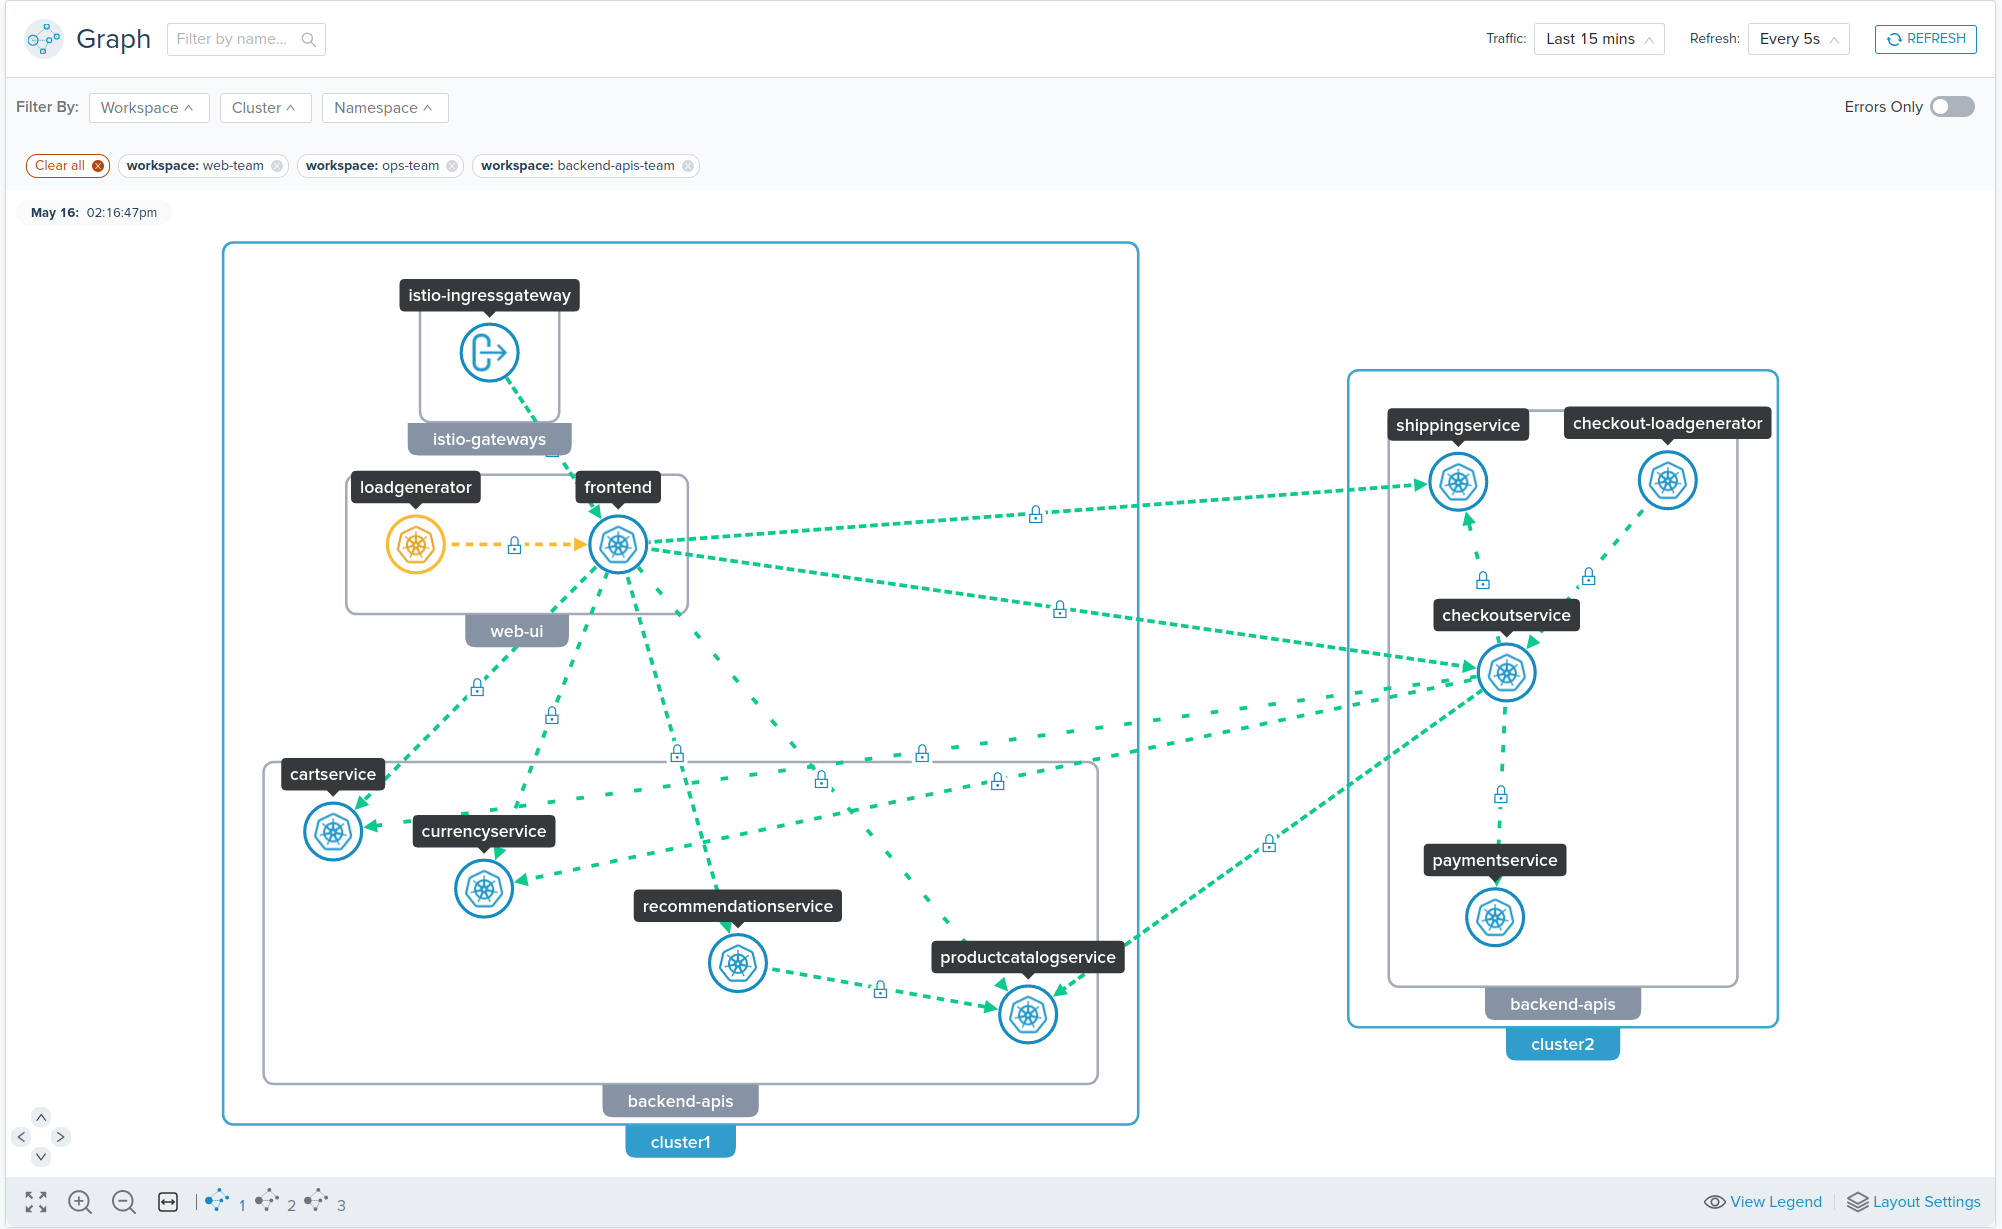 Graph
Filter by name...
Traffic:
Last 15 mins
Refresh:
Every 5s
REFRESH
Filter By:
Workspace
Cluster
Namespace
Errors Only
Clear all
workspace: web-team
workspace: ops-team
workspace: backend-apis-team
May 16: 02:16:47pm
istio-ingressgateway
istio-gateways
loadgenerator
frontend
web-ui
shippingservice
checkout-loadgenerator
checkoutservice
cartservice
currencyservice
recommendationservice
productcatalogservice
paymentservice
backend-apis
cluster2
backend-apis
cluster1
1
2
3
View Legend
Layout Settings